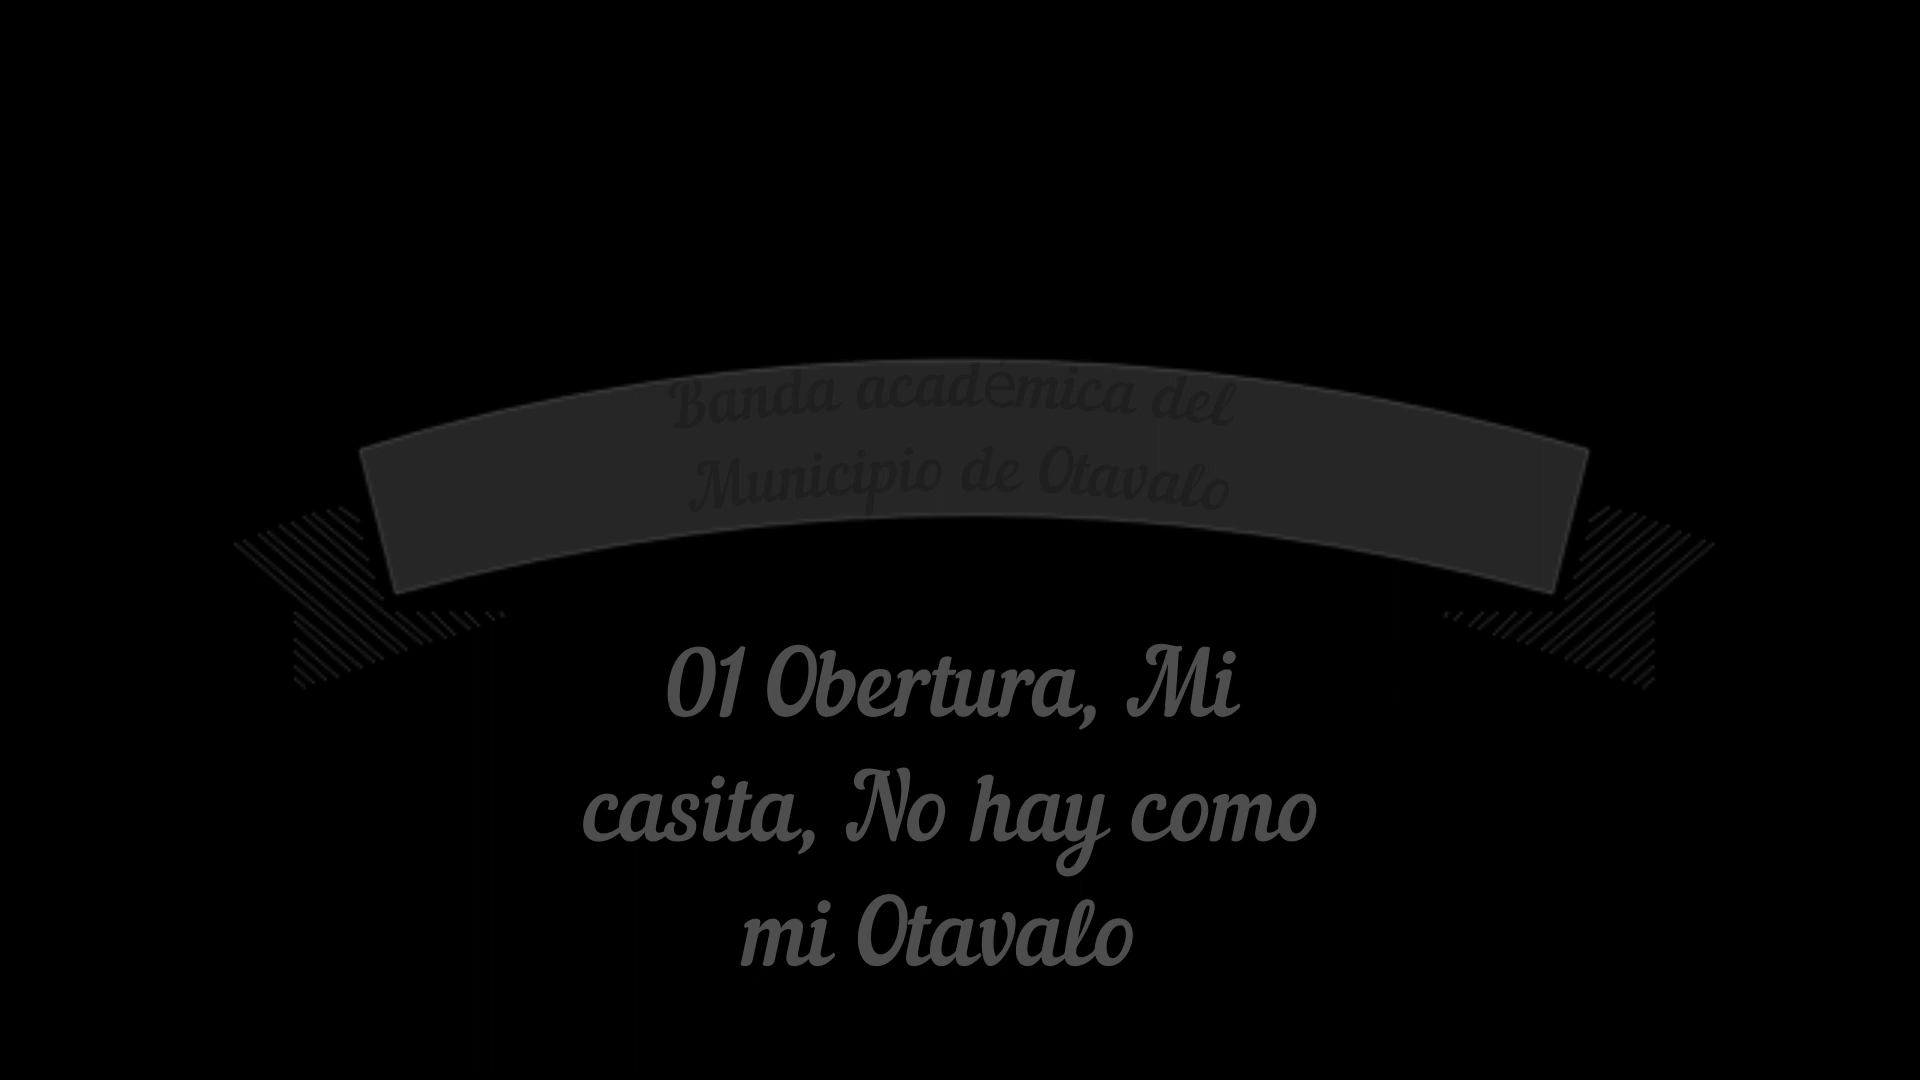 Banda académica del
Municipio de Otavalo
01 Obertura, Mi
casita, No hay como
mi Otavalo